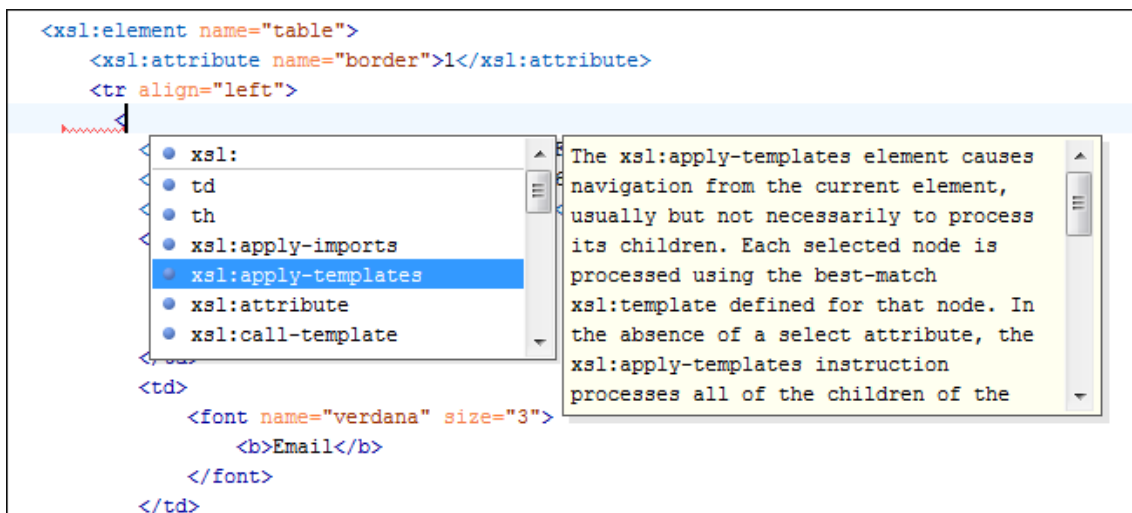 <xsl:element name="table">
<xsl:attribute name="border">1</xsl:attribute>
<tr align="left">
<
xsl:
td
th
xsl:apply-imports
xsl:apply-templates
xsl:attribute
xsl:call-template
The xsl:apply-templates element causes
navigation from the current element,
usually but not necessarily to process
its children. Each selected node is
processed using the best-match
xsl:template defined for that node. In
the absence of a select attribute, the
xsl:apply-templates instruction
processes all of the children of the
<td>
<font name="verdana" size="3">
<b>Email</b>
</font>
</td>